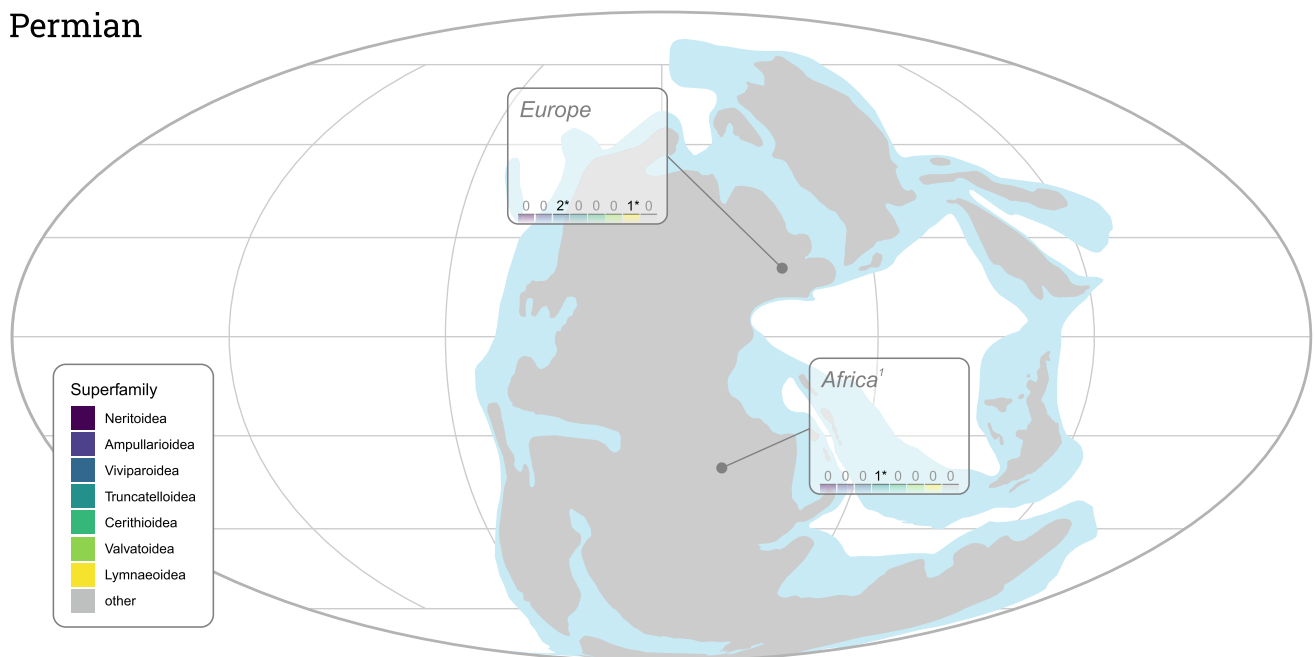 Permian
Europe
0 0 2* 0 0 0 1* 0
Africa¹
0 0 0 1* 0 0 0 0
Superfamily
Neritoidea
Ampullarioidea
Viviparoidea
Truncatelloidea
Cerithioidea
Valvatoidea
Lymnaeoidea
other